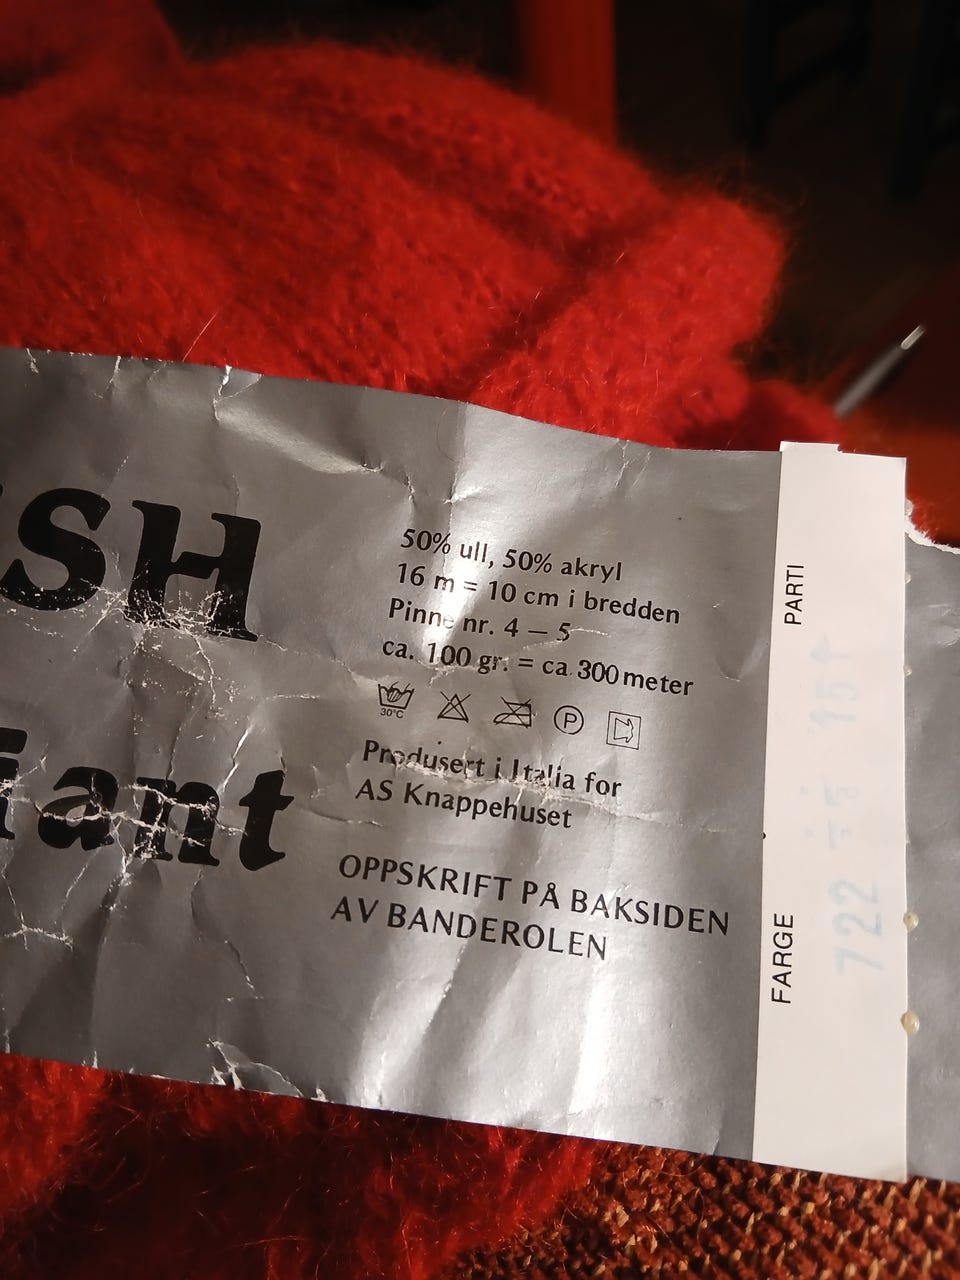 SH
iant
50% ull, 50% akryl
16 m = 10 cm i bredden
Pinne nr. 4 – 5
ca. 100 gr. = ca. 300 meter
30°C
P
Produsert i Italia for
AS Knappehuset
OPPSKRIFT PÅ BAKSIDEN
AV BANDEROLEN
PARTI
FARGE
722